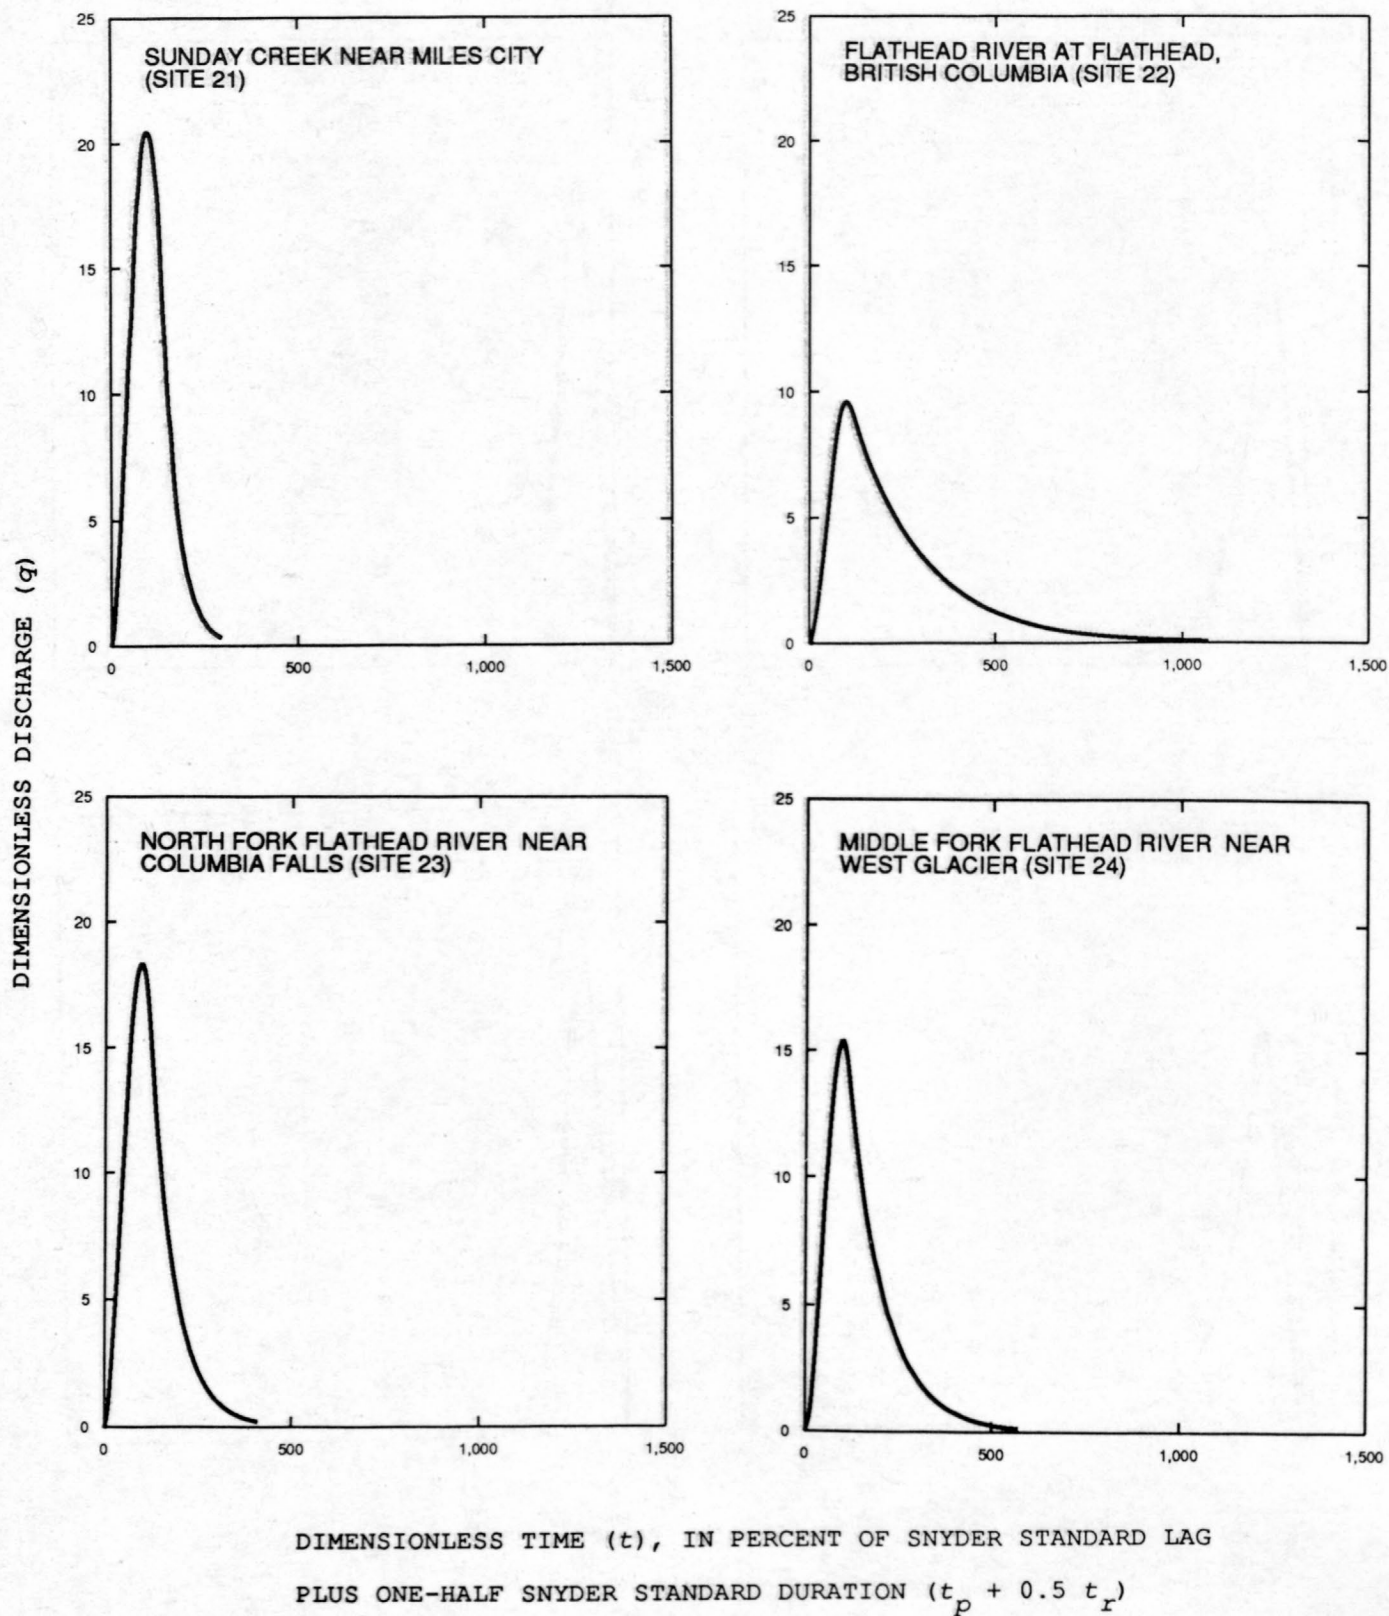 DIMENSIONLESS DISCHARGE (q)
25
20
15
10
5
0
SUNDAY CREEK NEAR MILES CITY
(SITE 21)
0 500 1,000 1,500
25
20
15
10
5
0
FLATHEAD RIVER AT FLATHEAD,
BRITISH COLUMBIA (SITE 22)
0 500 1,000 1,500
25
20
15
10
5
0
NORTH FORK FLATHEAD RIVER NEAR
COLUMBIA FALLS (SITE 23)
0 500 1,000 1,500
25
20
15
10
5
0
MIDDLE FORK FLATHEAD RIVER NEAR
WEST GLACIER (SITE 24)
0 500 1,000 1,500
DIMENSIONLESS TIME (t), IN PERCENT OF SNYDER STANDARD LAG
PLUS ONE-HALF SNYDER STANDARD DURATION (t_p + 0.5 t_r)